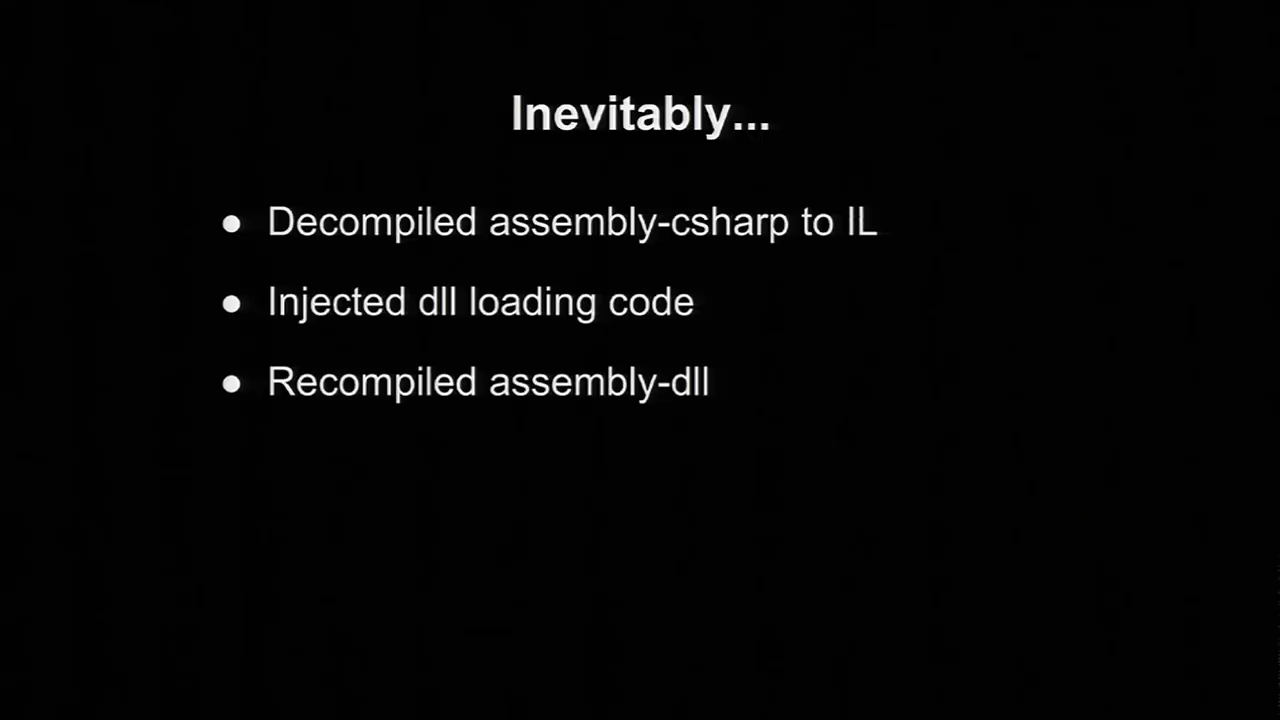 Inevitably...
● Decompiled assembly-csharp to IL
● Injected dll loading code
● Recompiled assembly-dll